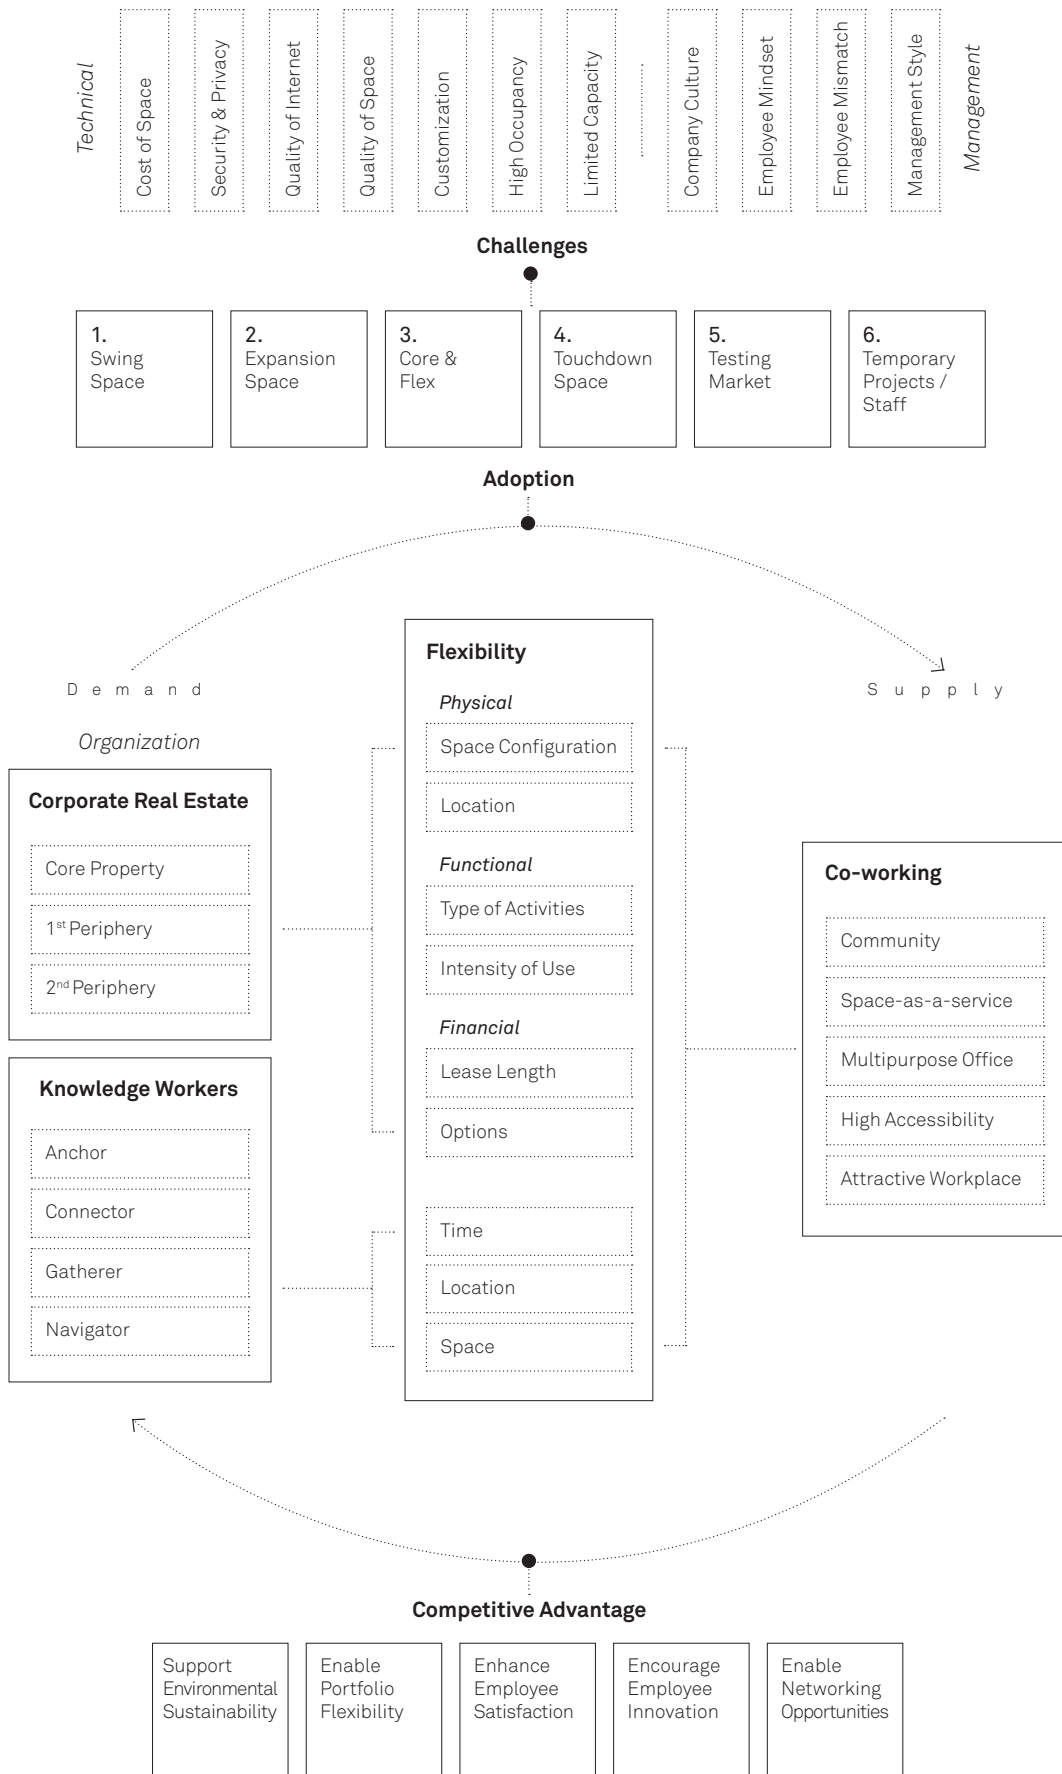 Technical
Cost of Space
Security & Privacy
Quality of Internet
Quality of Space
Customization
High Occupancy
Limited Capacity
Company Culture
Employee Mindset
Employee Mismatch
Management Style
Management
Challenges
1.
Swing
Space
2.
Expansion
Space
3.
Core &
Flex
4.
Touchdown
Space
5.
Testing
Market
6.
Temporary
Projects /
Staff
Adoption
Demand
Supply
Organization
Corporate Real Estate
Core Property
1st Periphery
2nd Periphery
Knowledge Workers
Anchor
Connector
Gatherer
Navigator
Flexibility
Physical
Space Configuration
Location
Functional
Type of Activities
Intensity of Use
Financial
Lease Length
Options
Time
Location
Space
Co-working
Community
Space-as-a-service
Multipurpose Office
High Accessibility
Attractive Workplace
Competitive Advantage
Support
Environmental
Sustainability
Enable
Portfolio
Flexibility
Enhance
Employee
Satisfaction
Encourage
Employee
Innovation
Enable
Networking
Opportunities